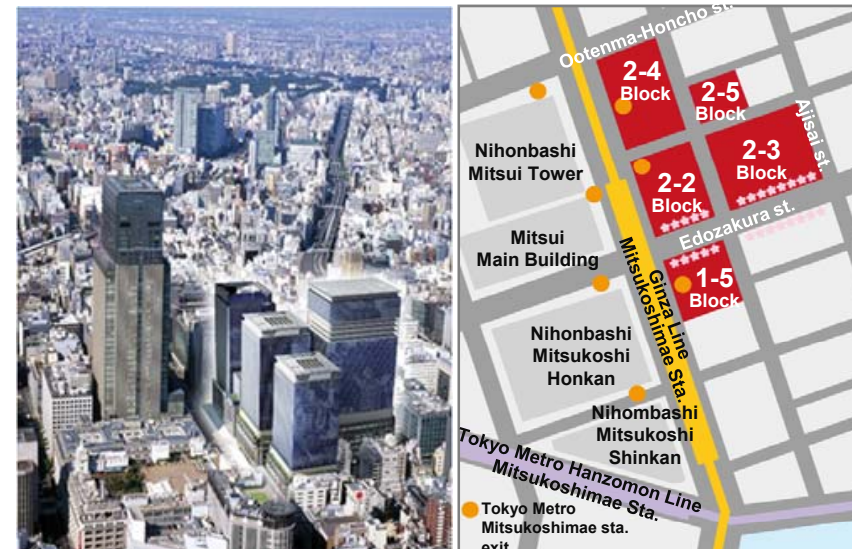 Ootenma-Honcho st.
2-4
Block
2-5
Block
Ajisai st.
2-3
Block
2-2
Block
Edozakura st.
1-5
Block
Nihonbashi
Mitsui Tower
Mitsui
Main Building
Ginza Line
Mitsukoshimae Sta.
Nihonbashi
Mitsukoshi
Honkan
Nihombashi
Mitsukoshi
Shinkan
Tokyo Metro Hanzomon Line
Mitsukoshimae Sta.
Tokyo Metro
Mitsukoshimae sta.
exit